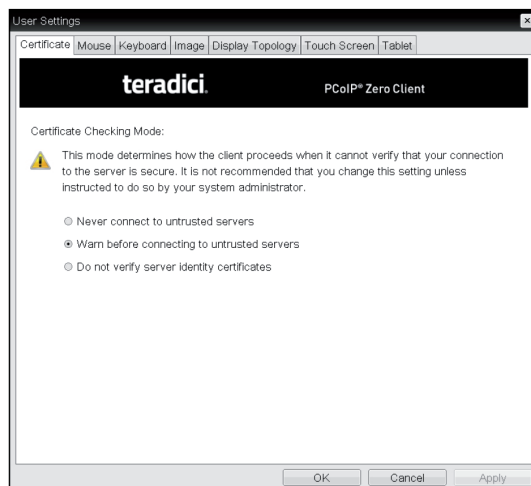 User Settings
Certificate Mouse Keyboard Image Display Topology Touch Screen Tablet
teradici. PCoIP® Zero Client
Certificate Checking Mode:
This mode determines how the client proceeds when it cannot verify that your connection
to the server is secure. It is not recommended that you change this setting unless
instructed to do so by your system administrator.
Never connect to untrusted servers
Warn before connecting to untrusted servers
Do not verify server identity certificates
OK Cancel Apply